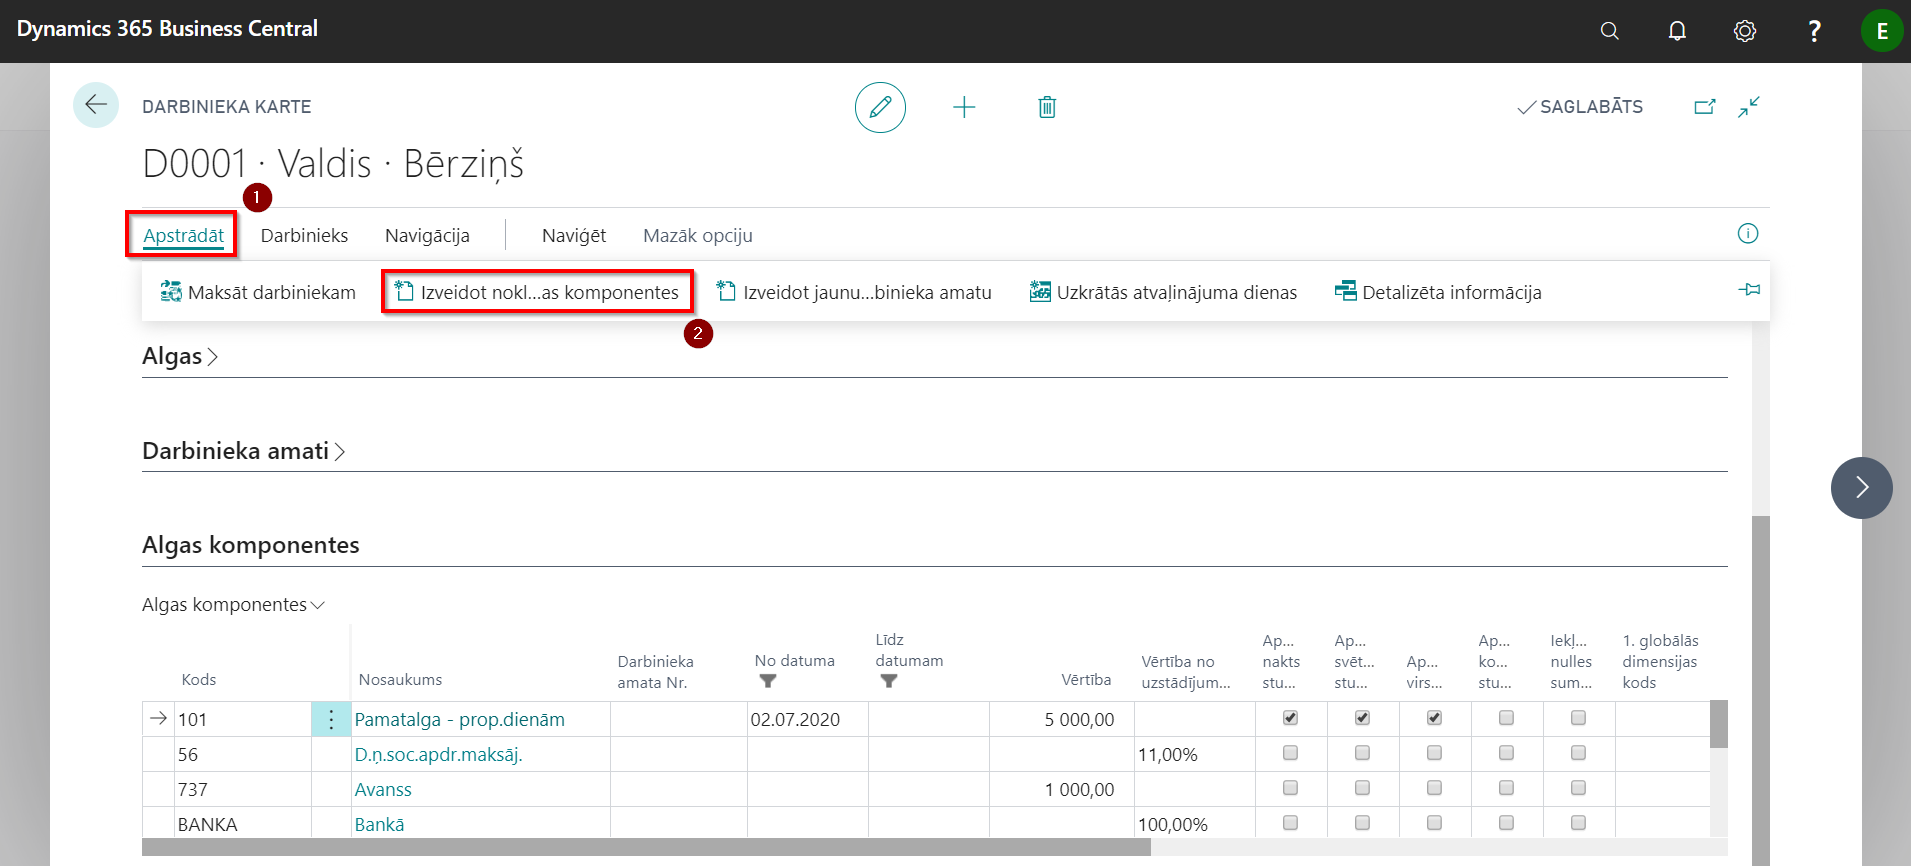 Dynamics 365 Business Central
?
E
DARBINIEKA KARTE
SAGLABĀTS
D0001 · Valdis · Bērziņš
1
Apstrādāt
Darbinieks
Navigācija
Naviģēt
Mazāk opciju
Maksāt darbiniekam
Izveidot nokl...as komponentes
Izveidot jaunu...binieka amatu
Uzkrātās atvaļinājuma dienas
Detalizēta informācija
2
Algas
Darbinieka amati
Algas komponentes
Algas komponentes
Kods
Nosaukums
Darbinieka
amata Nr.
No datuma
Līdz
datumam
Vērtība
Vērtība no
uzstādījum...
Ap...
nakts
stu...
Ap...
svēt...
stu...
Ap...
virs...
Ap...
ko...
stu...
Iekļ...
nulles
sum...
1. globālās
dimensijas
kods
101 Pamatalga - prop.dienām 02.07.2020 5 000,00
56 D.ņ.soc.apdr.maksāj. 11,00%
737 Avanss 1 000,00
BANKA Bankā 100,00%